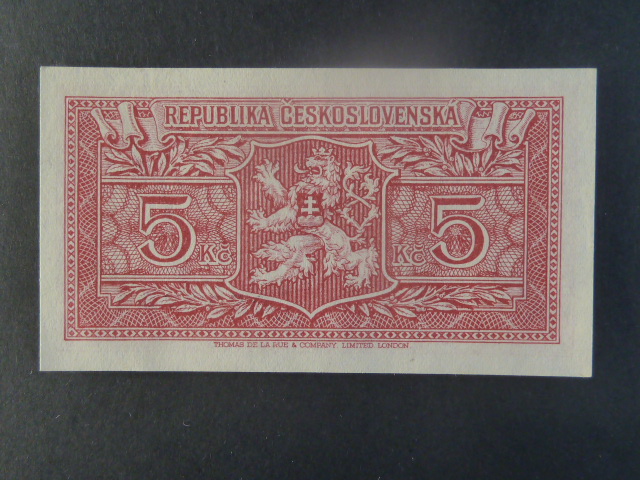 REPUBLIKA ČESKOSLOVENSKÁ
5 Kč Kč 5
THOMAS DE LA RUE & COMPANY, LIMITED, LONDON.